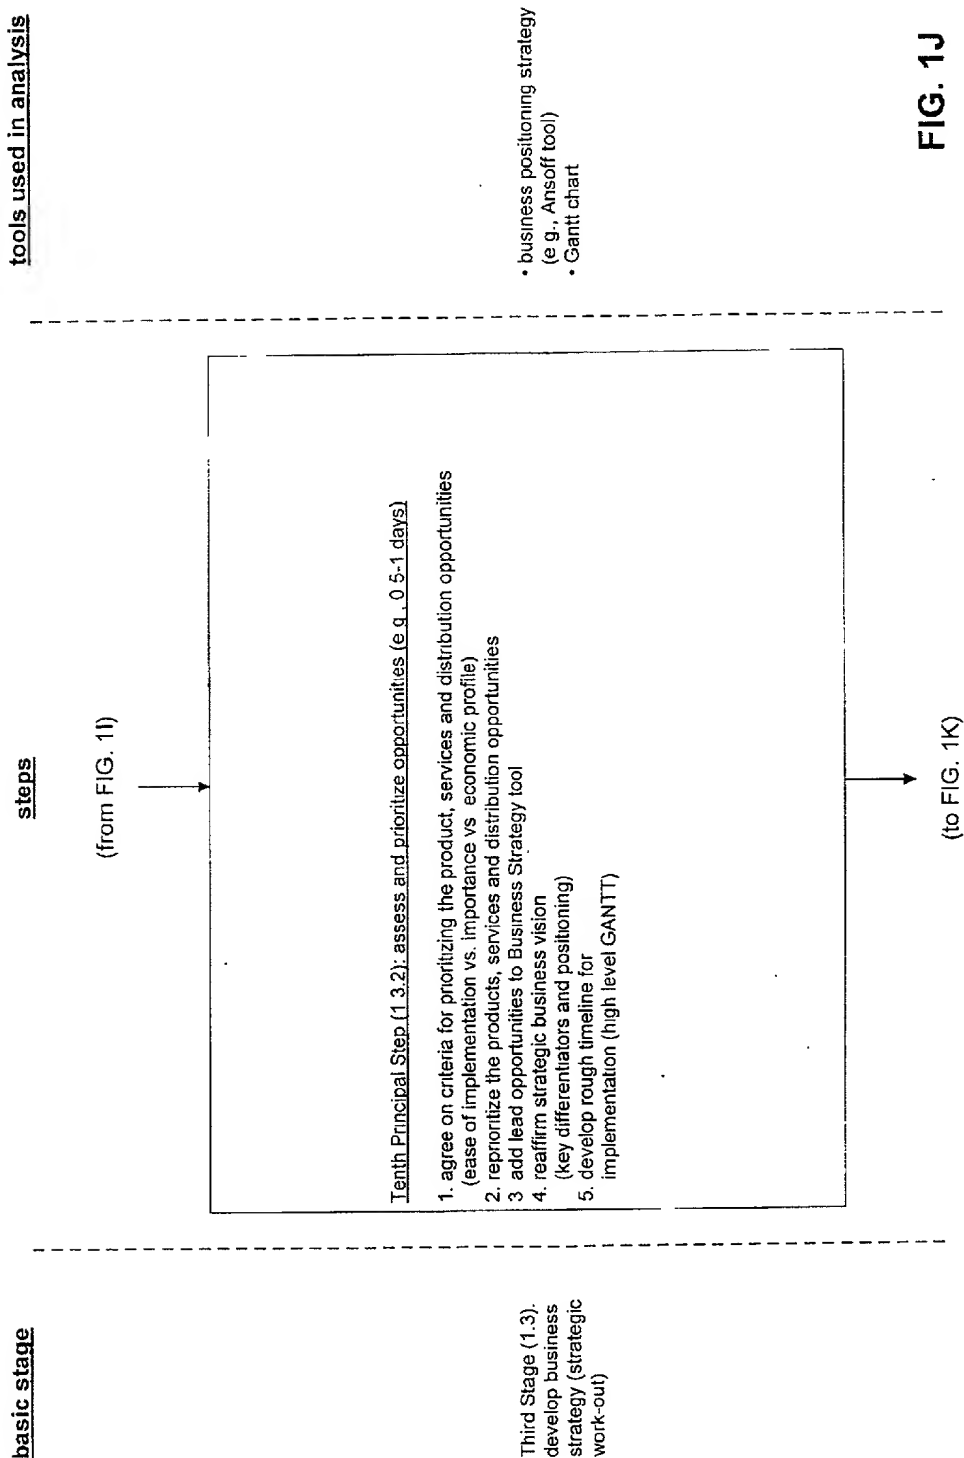 basic stage
steps
tools used in analysis
(from FIG. 1I)
Third Stage (1.3).
develop business
strategy (strategic
work-out)
Tenth Principal Step (1 3.2): assess and prioritize opportunities (e g , 0 5-1 days)
1. agree on criteria for prioritizing the product, services and distribution opportunities
(ease of implementation vs. importance vs economic profile)
2. reprioritize the products, services and distribution opportunities
3 add lead opportunities to Business Strategy tool
4. reaffirm strategic business vision
(key differentiators and positioning)
5. develop rough timeline for
implementation (high level GANTT)
• business positioning strategy
(e g., Ansoff tool)
• Gantt chart
(to FIG. 1K)
FIG. 1J